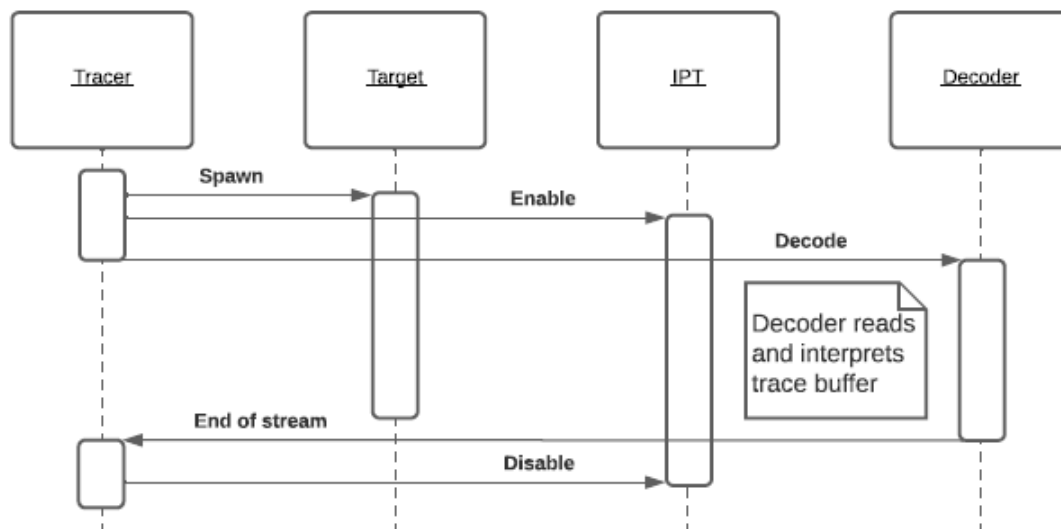 Tracer
Target
IPT
Decoder
Spawn
Enable
Decode
Decoder reads
and interprets
trace buffer
End of stream
Disable